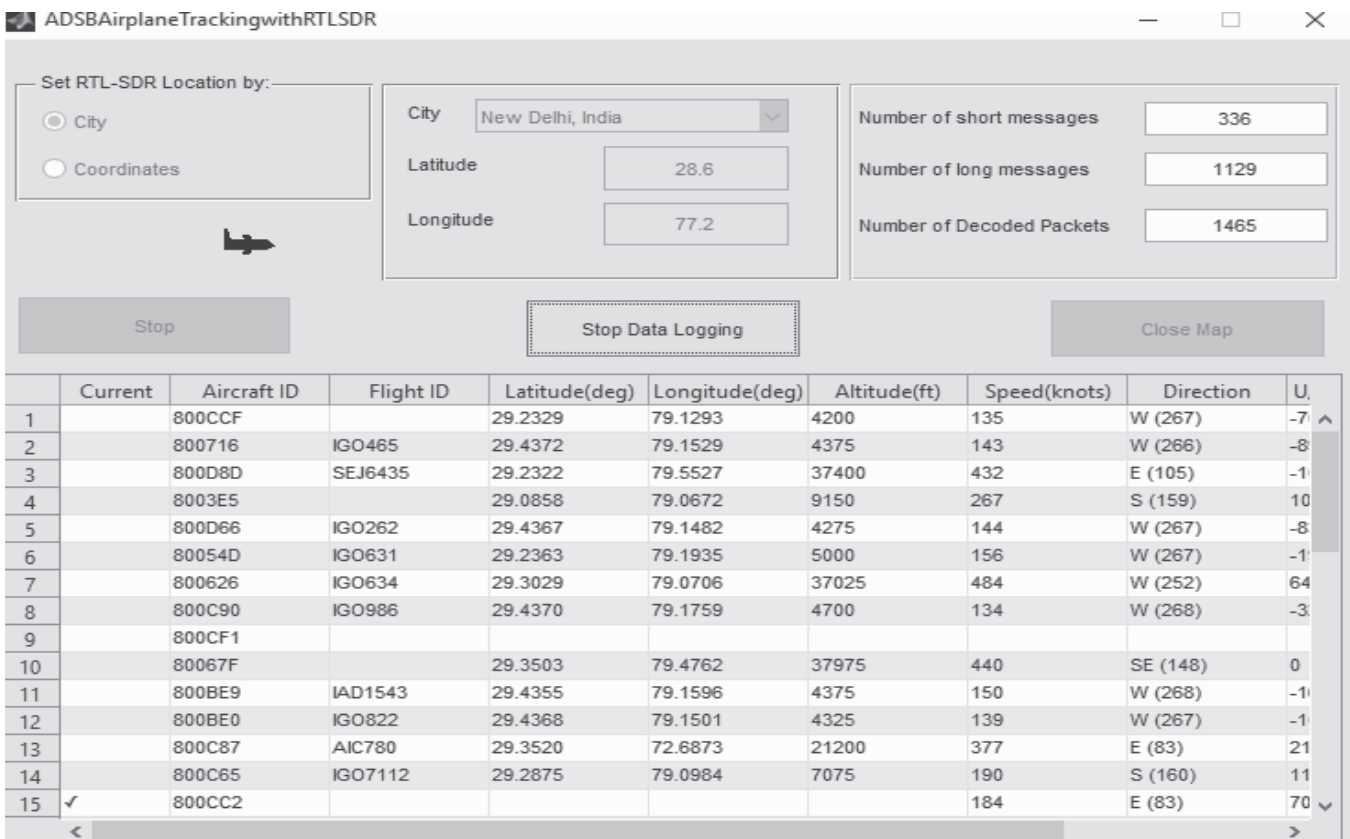 ADSBAirplaneTrackingwithRTLSDR
Set RTL-SDR Location by:
City
Coordinates
City New Delhi, India
Latitude 28.6
Longitude 77.2
Number of short messages 336
Number of long messages 1129
Number of Decoded Packets 1465
Stop
Stop Data Logging
Close Map
Current Aircraft ID Flight ID Latitude(deg) Longitude(deg) Altitude(ft) Speed(knots) Direction
1 800CCF 29.2329 79.1293 4200 135 W (267)
2 800716 IGO465 29.4372 79.1529 4375 143 W (266)
3 800D8D SEJ6435 29.2322 79.5527 37400 432 E (105)
4 8003E5 29.0858 79.0672 9150 267 S (159) 10
5 800D66 IGO262 29.4367 79.1482 4275 144 W (267)
6 80054D IGO631 29.2363 79.1935 5000 156 W (267)
7 800626 IGO634 29.3029 79.0706 37025 484 W (252) 64
8 800C90 IGO986 29.4370 79.1759 4700 134 W (268)
9 800CF1
10 80067F 29.3503 79.4762 37975 440 SE (148) 0
11 800BE9 IAD1543 29.4355 79.1596 4375 150 W (268)
12 800BE0 IGO822 29.4368 79.1501 4325 139 W (267)
13 800C87 AIC780 29.3520 72.6873 21200 377 E (83) 21
14 800C65 IGO7112 29.2875 79.0984 7075 190 S (160) 11
15 ✓ 800CC2 184 E (83) 70